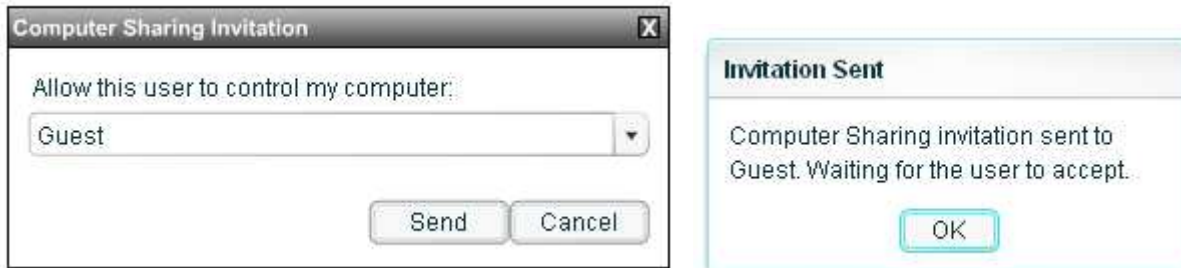 Computer Sharing Invitation
X
Allow this user to control my computer:
Guest
Send
Cancel
Invitation Sent
Computer Sharing invitation sent to
Guest. Waiting for the user to accept.
OK